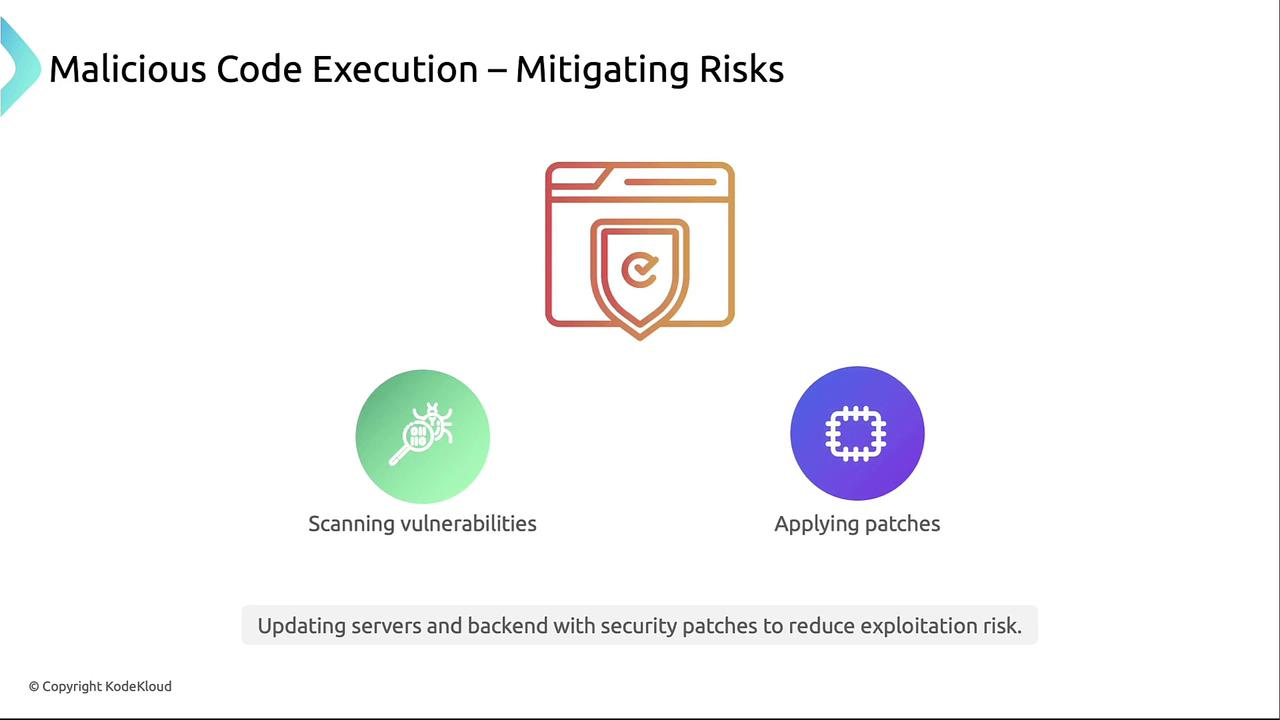 Malicious Code Execution – Mitigating Risks
Scanning vulnerabilities
Applying patches
Updating servers and backend with security patches to reduce exploitation risk.
© Copyright KodeKloud